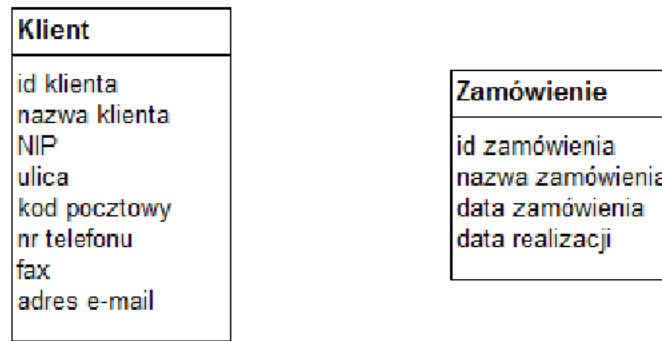 Klient
id klienta
nazwa klienta
NIP
ulica
kod pocztowy
nr telefonu
fax
adres e-mail
Zamówienie
id zamówienia
nazwa zamówienia
data zamówienia
data realizacji